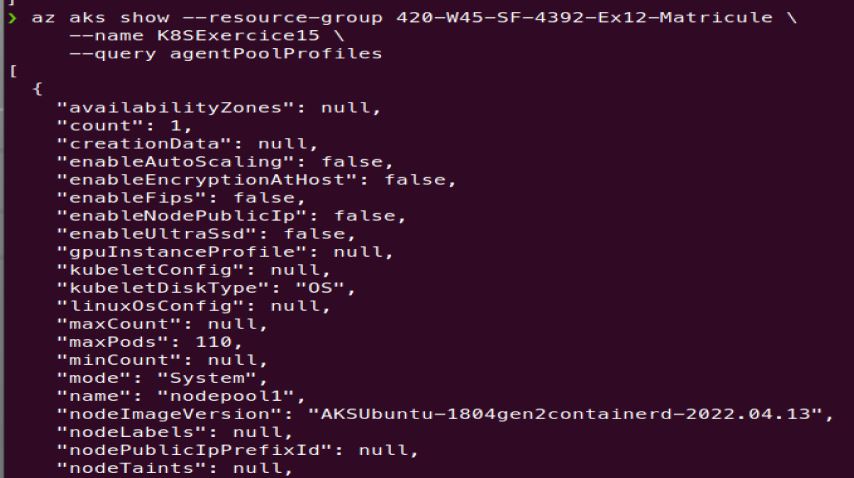 ❯ az aks show --resource-group 420-W45-SF-4392-Ex12-Matricule \
--name K8SExercice15 \
--query agentPoolProfiles
[
{
"availabilityZones": null,
"count": 1,
"creationData": null,
"enableAutoScaling": false,
"enableEncryptionAtHost": false,
"enableFips": false,
"enableNodePublicIp": false,
"enableUltraSsd": false,
"gpuInstanceProfile": null,
"kubeletConfig": null,
"kubeletDiskType": "OS",
"linuxOsConfig": null,
"maxCount": null,
"maxPods": 110,
"minCount": null,
"mode": "System",
"name": "nodepool1",
"nodeImageVersion": "AKSUbuntu-1804gen2containerd-2022.04.13",
"nodeLabels": null,
"nodePublicIpPrefixId": null,
"nodeTaints": null,